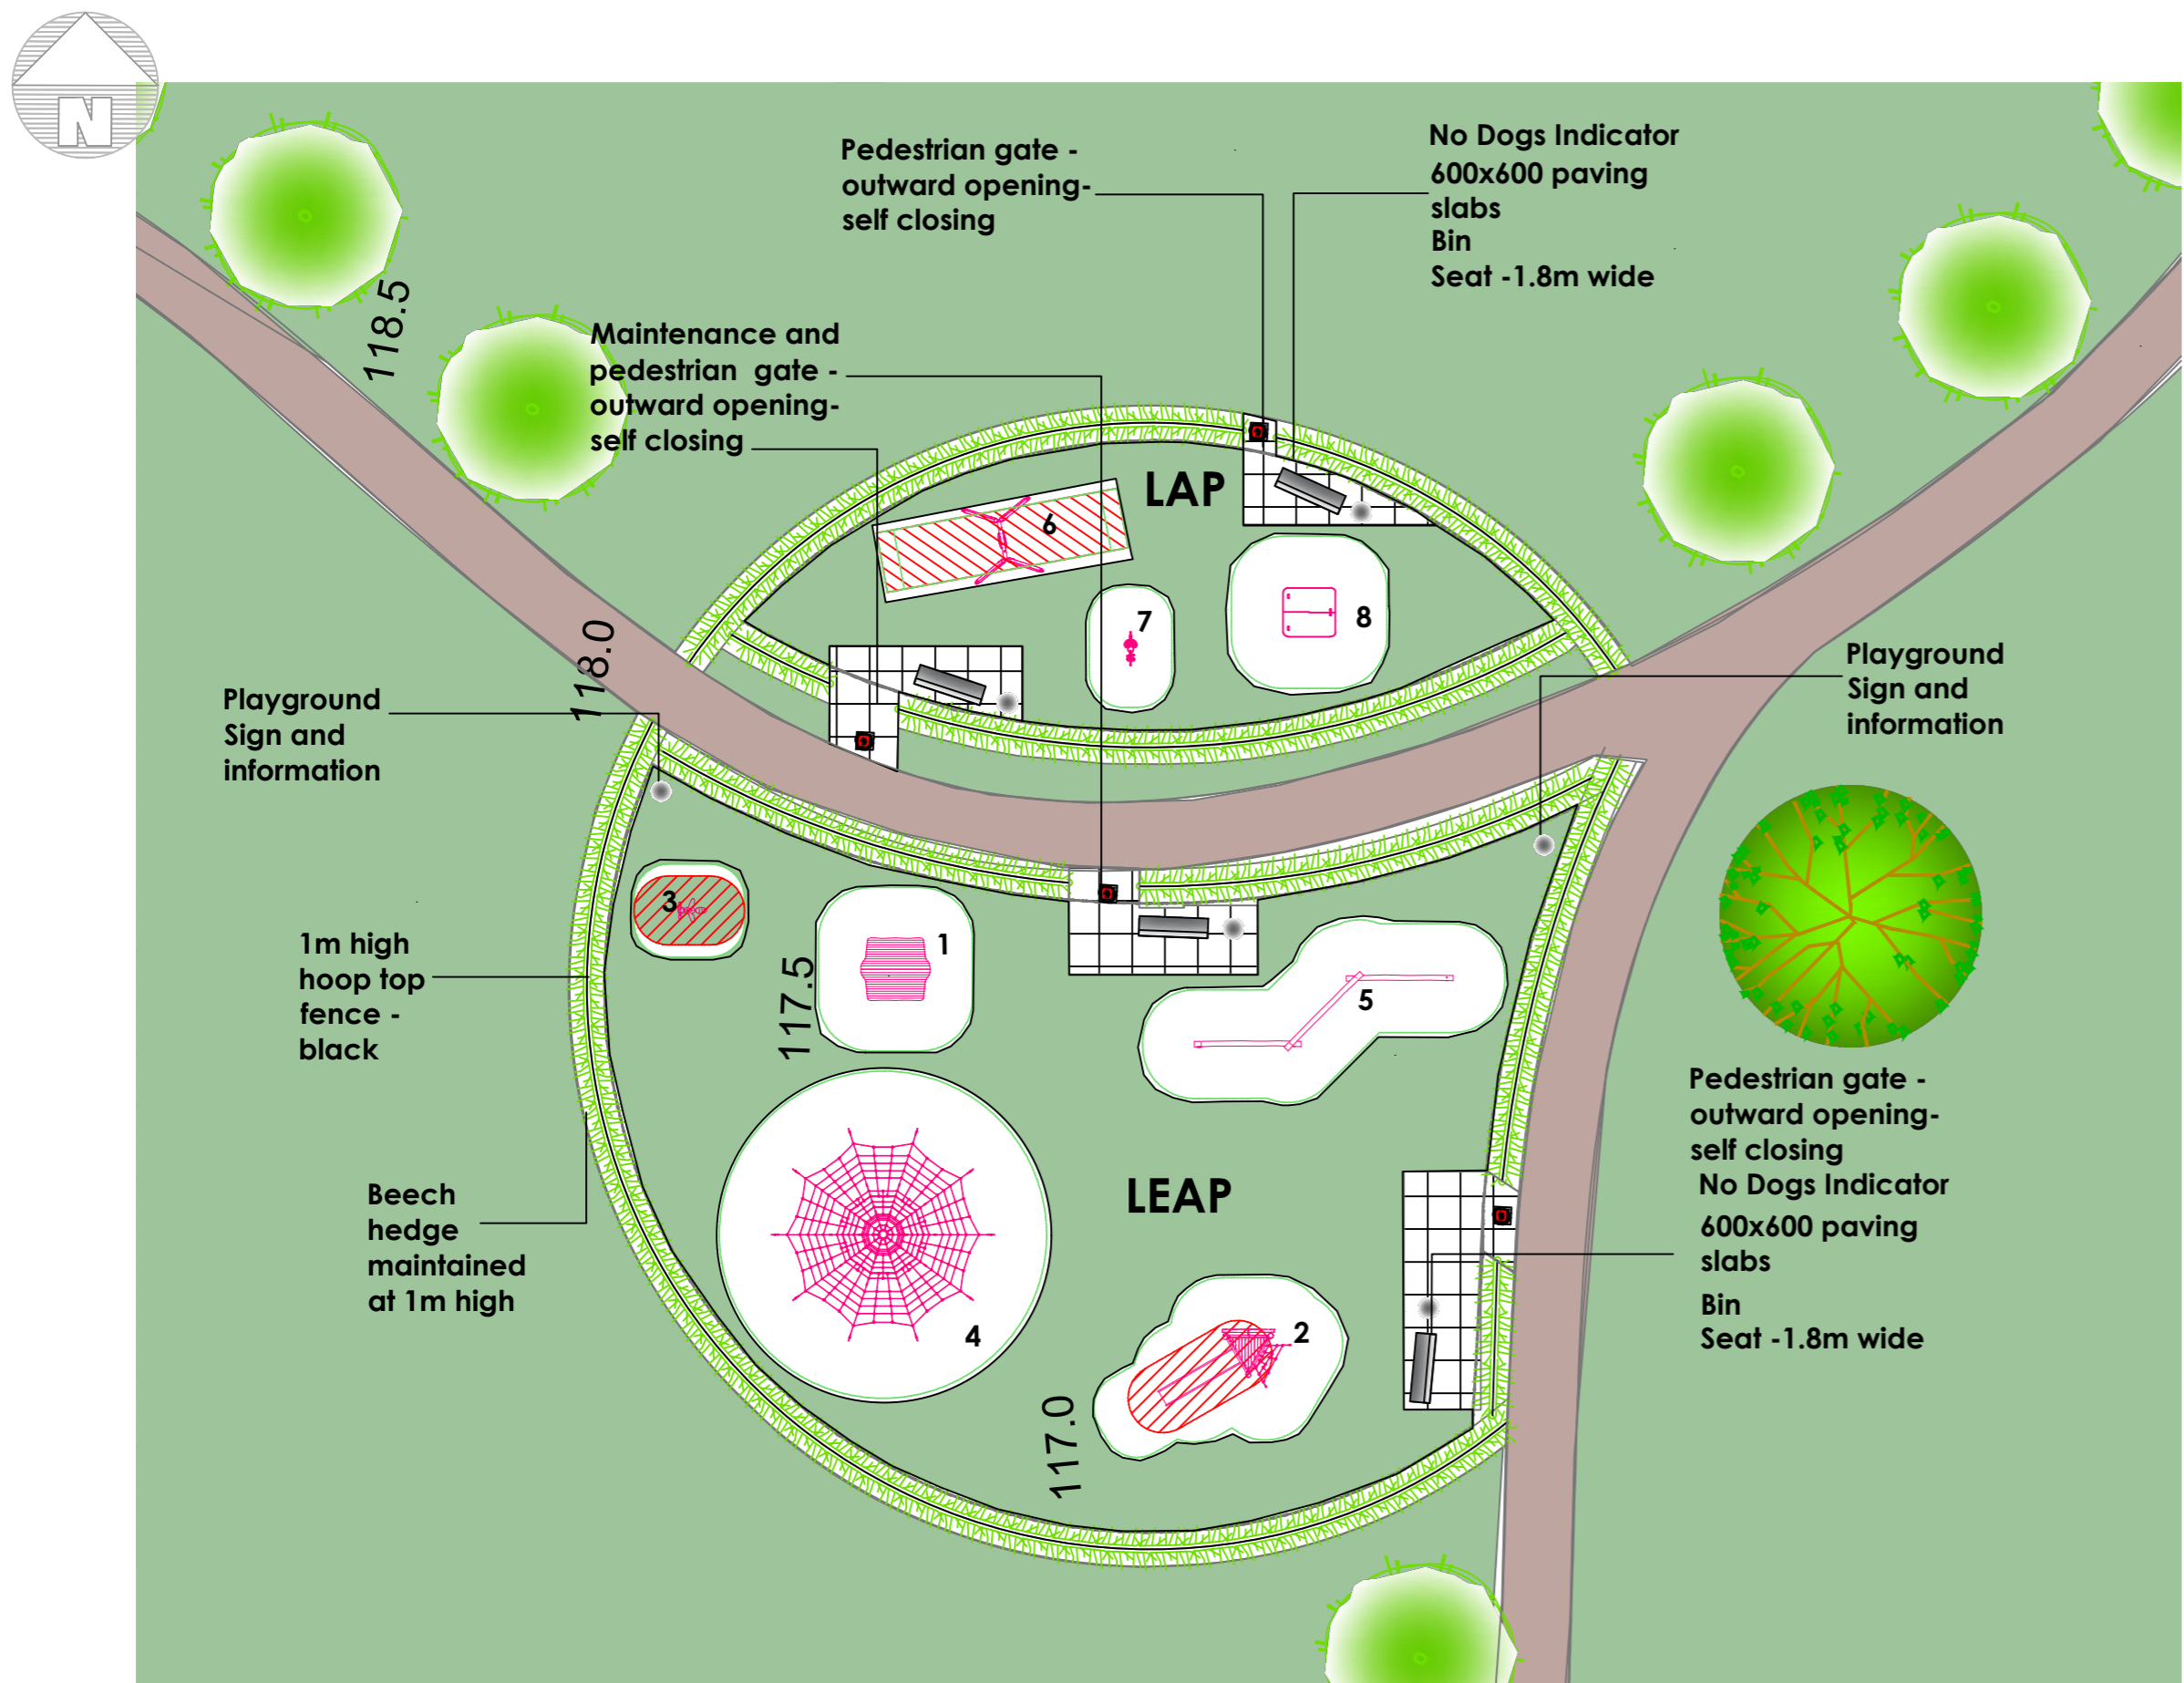 N
Pedestrian gate -
outward opening-
self closing
No Dogs Indicator
600x600 paving
slabs
Bin
Seat -1.8m wide
118.5
Maintenance and
pedestrian gate -
outward opening-
self closing
LAP
6
7
8
118.0
Playground
Sign and
information
Playground
Sign and
information
3
1
5
117.5
1m high
hoop top
fence -
black
Pedestrian gate -
outward opening-
self closing
No Dogs Indicator
600x600 paving
slabs
Bin
Seat -1.8m wide
LEAP
Beech
hedge
maintained
at 1m high
4
2
117.0